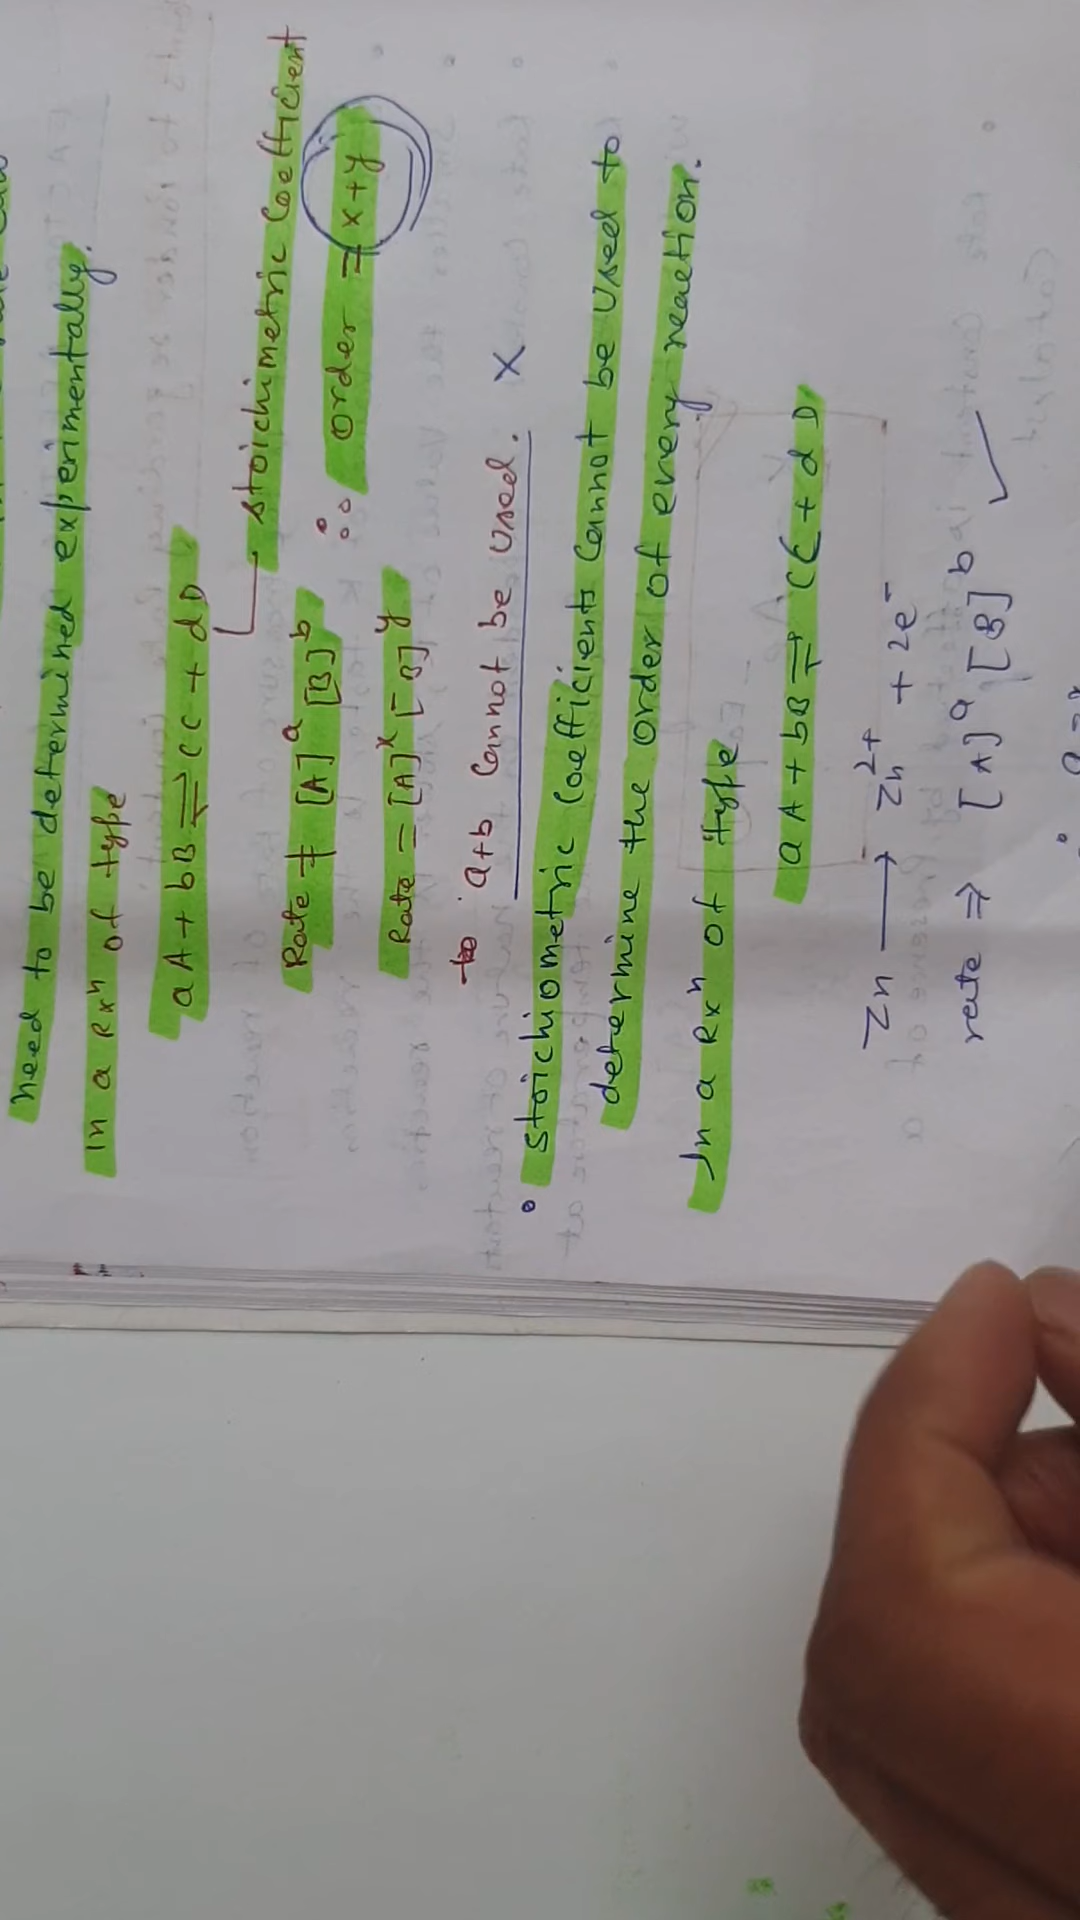 need to be determined experimentally.
In a Rxⁿ of type
aA + bB ⇌ cC + dD
Stoichimetric Coefficient
Rate ≠ [A]ᵃ [B]ᵇ
∴ order = x+y
Rate = [A]ˣ [B]ʸ
a+b Cannot be used. X
• Stoichiometric Coefficients Cannot be used to
determine the order of every reaction.
In a Rxⁿ of type
aA + bB ⇌ cC + dD
Zn ⟶ Zn²⁺ + 2e⁻
rate ⇒ [A]ᵃ [B]ᵇ ✓